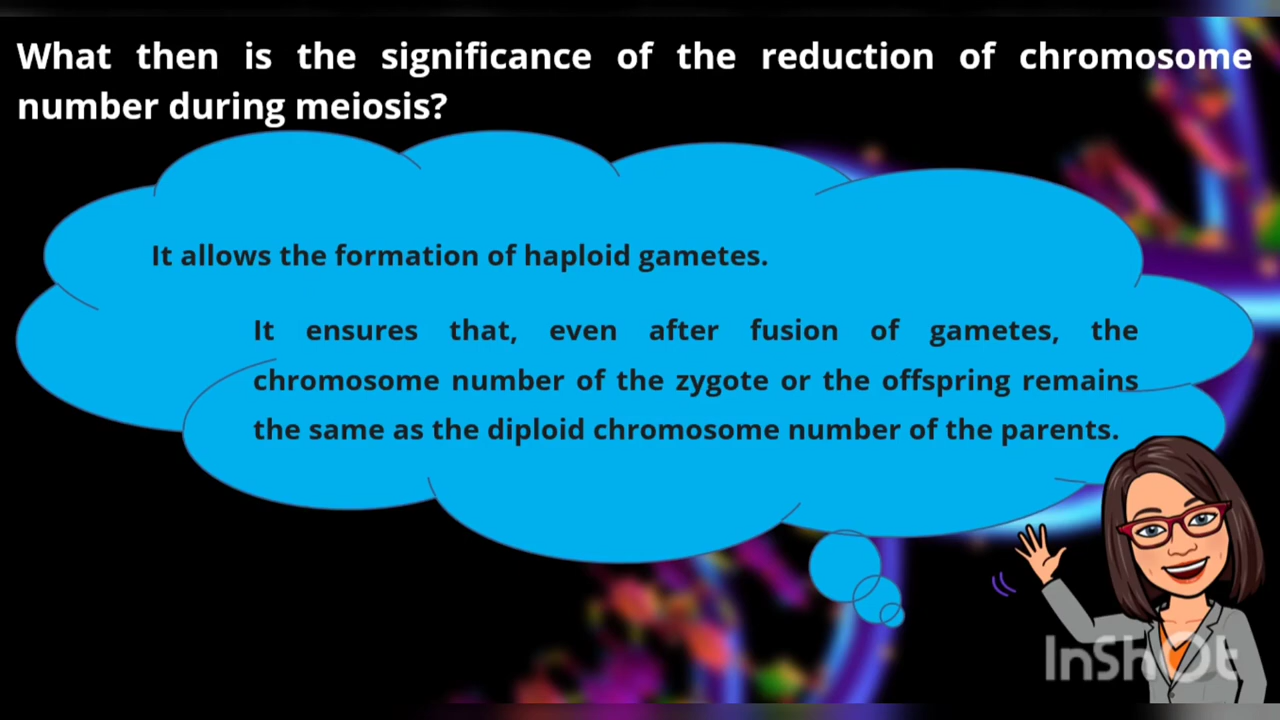 What then is the significance of the reduction of chromosome
number during meiosis?
It allows the formation of haploid gametes.
It ensures that, even after fusion of gametes, the
chromosome number of the zygote or the offspring remains
the same as the diploid chromosome number of the parents.
InShOt